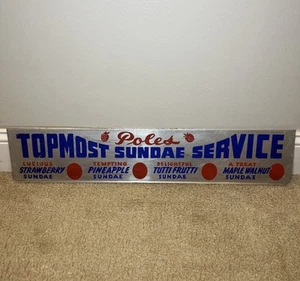 Poles
TOPMOST SUNDAE SERVICE
LUSCIOUS
STRAWBERRY
SUNDAE
TEMPTING
PINEAPPLE
SUNDAE
DELIGHTFUL
TUTTI FRUTTI
SUNDAE
A TREAT
MAPLE WALNUT
SUNDAE